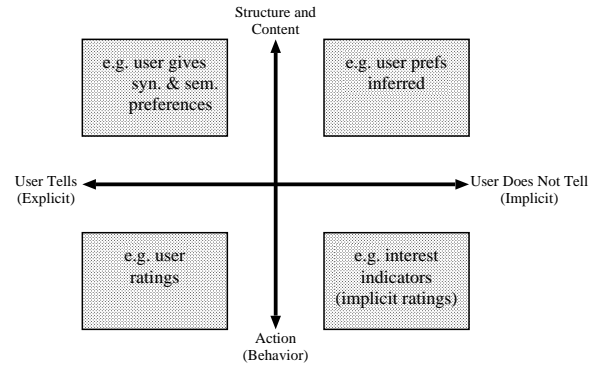 Structure and
Content
e.g. user gives
syn. & sem.
preferences
e.g. user prefs
inferred
User Tells
(Explicit)
User Does Not Tell
(Implicit)
e.g. user
ratings
e.g. interest
indicators
(implicit ratings)
Action
(Behavior)